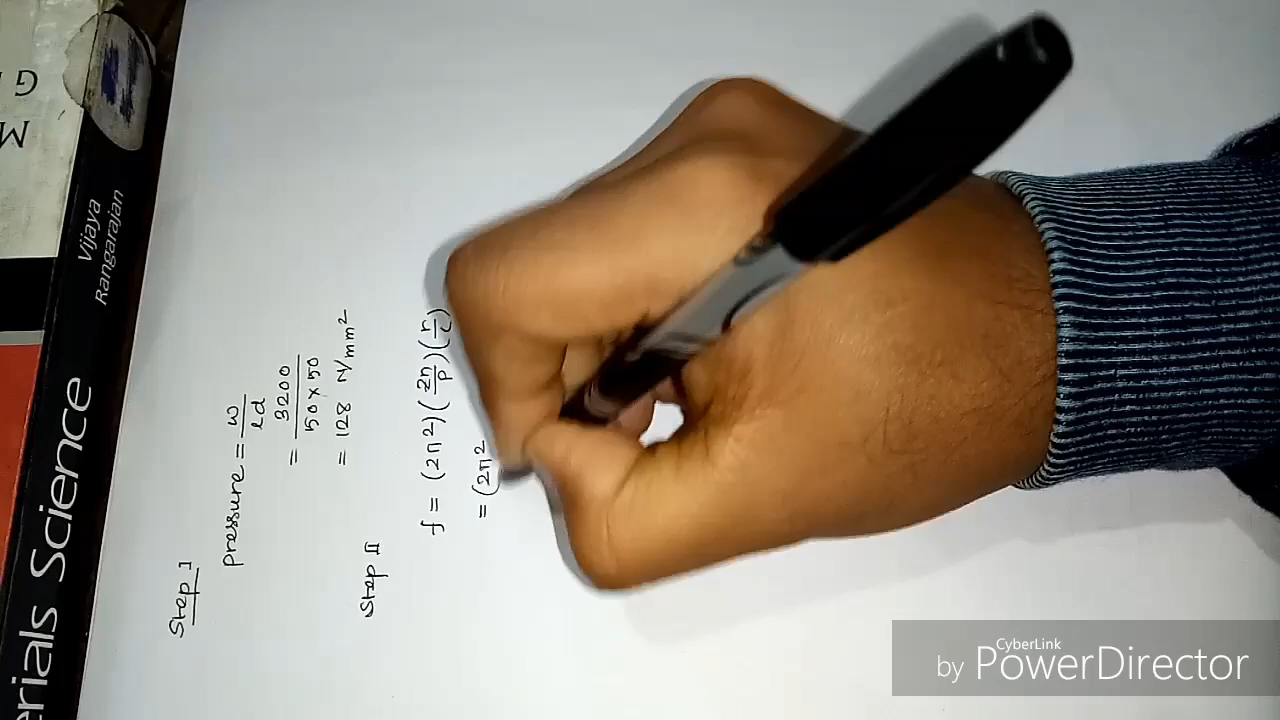 Step I
Pressure = w/ld
= 3200/50×50
= 128 N/mm²
Step II
f = (2π²)(2n/P)(r/c)
= (2π²
erials Science
Vijaya
Rangarajan
M
G
by CyberLink PowerDirector